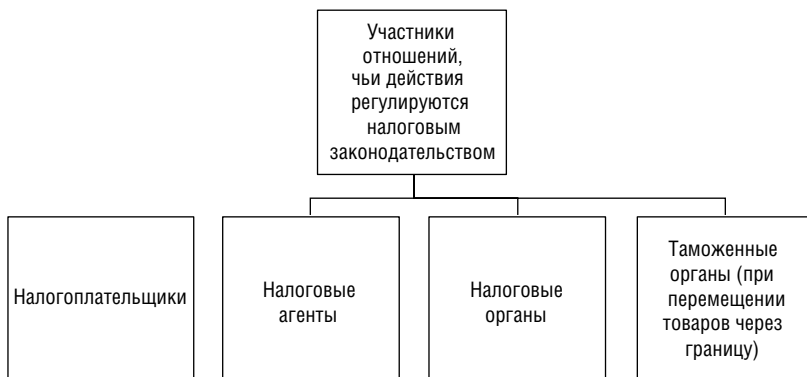 Участники
отношений,
чьи действия
регулируются
налоговым
законодательством
Налогоплательщики
Налоговые
агенты
Налоговые
органы
Таможенные
органы (при
перемещении
товаров через
границу)